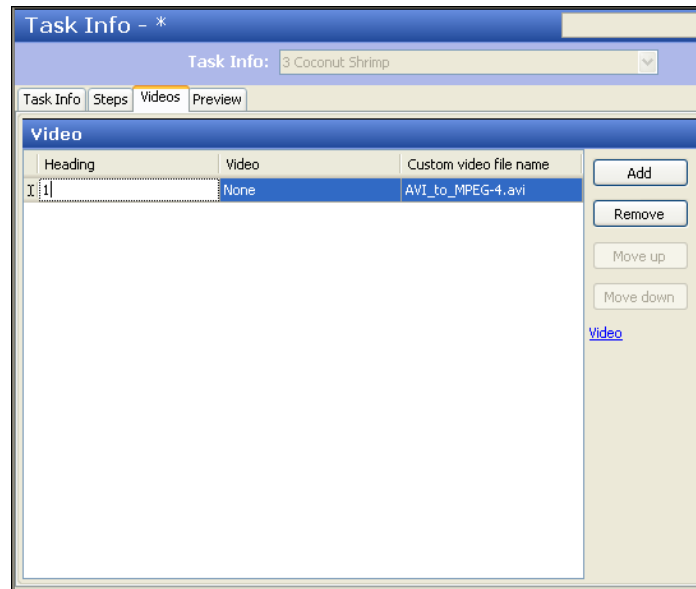 Task Info - *
Task Info: 3 Coconut Shrimp
Task Info Steps Videos Preview
Video
Heading Video Custom video file name
1 None AVI_to_MPEG-4.avi
Add
Remove
Move up
Move down
Video